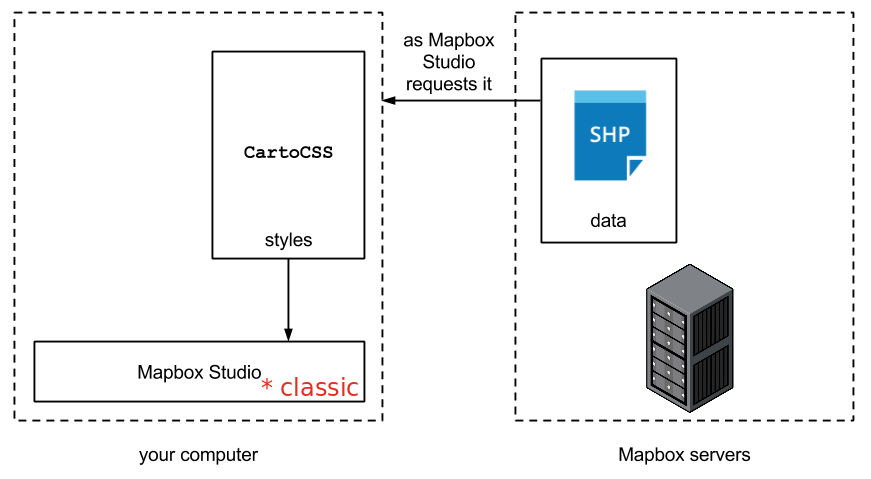 as Mapbox
Studio
requests it
CartoCSS
styles
SHP
data
Mapbox Studio
* classic
your computer
Mapbox servers